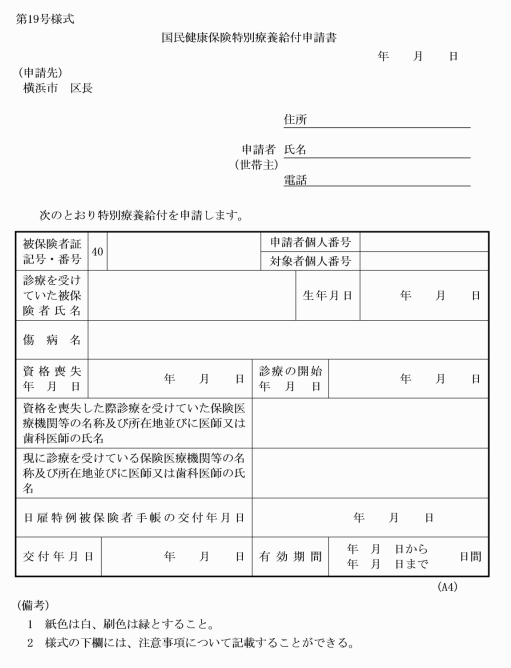 第19号様式
国民健康保険特別療養給付申請書
年　月　日
(申請先)
横浜市　区長
住所
申請者　氏名
(世帯主)
電話
次のとおり特別療養給付を申請します。
被保険者証
記号・番号
40
申請者個人番号
対象者個人番号
診療を受け
ていた被保
険者氏名
生年月日
年　月　日
傷病名
資格喪失
年　月　日
年　月　日
診療の開始
年　月　日
年　月　日
資格を喪失した際診療を受けていた保険医
療機関等の名称及び所在地並びに医師又は
歯科医師の氏名
現に診療を受けている保険医療機関等の名
称及び所在地並びに医師又は歯科医師の氏
名
日雇特例被保険者手帳の交付年月日
年　月　日
交付年月日
年　月　日
有効期間
年　月　日から
年　月　日まで
日間
(A4)
(備考)
1　紙色は白、刷色は緑とすること。
2　様式の下欄には、注意事項について記載することができる。